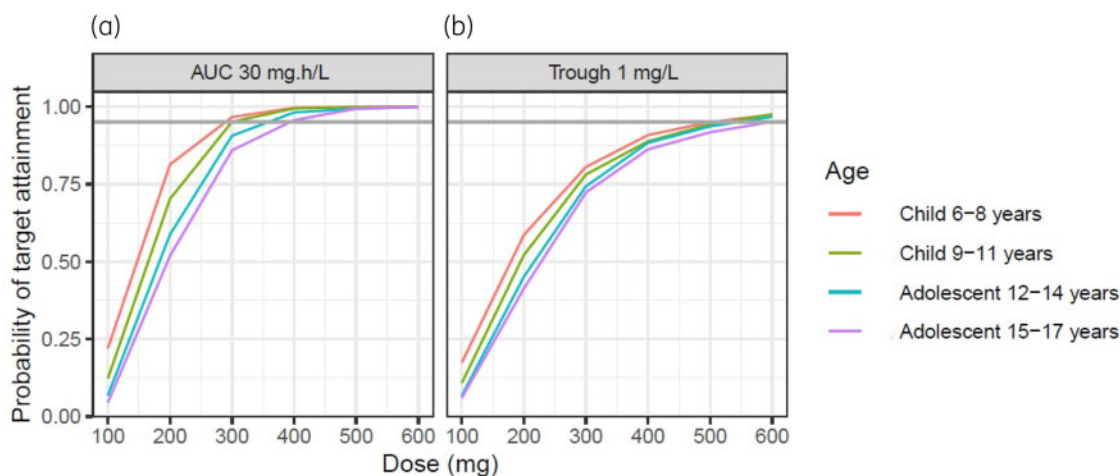 (a)
(b)
AUC 30 mg.h/L
Trough 1 mg/L
Probability of target attainment
1.00
0.75
0.50
0.25
0.00
100 200 300 400 500 600
100 200 300 400 500 600
Dose (mg)
Age
Child 6−8 years
Child 9−11 years
Adolescent 12−14 years
Adolescent 15−17 years